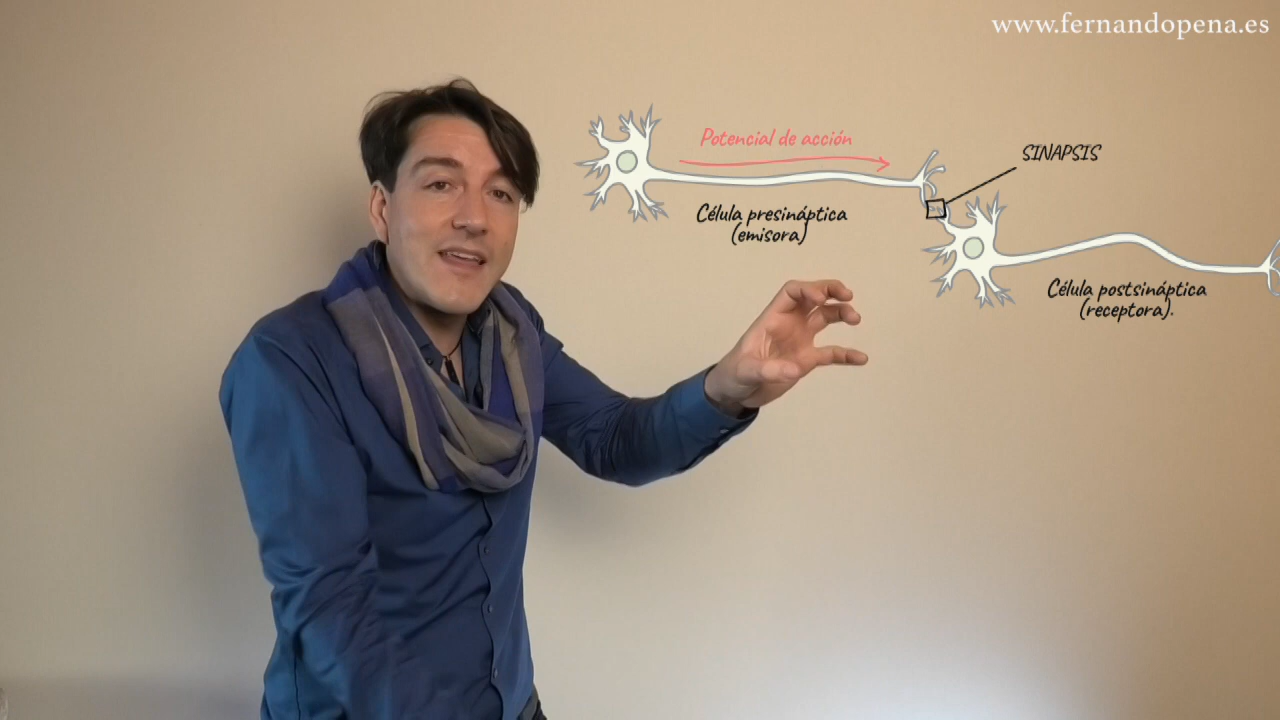 www.fernandopena.es
Potencial de acción
SINAPSIS
Célula presináptica
(emisora)
Célula postsináptica
(receptora).